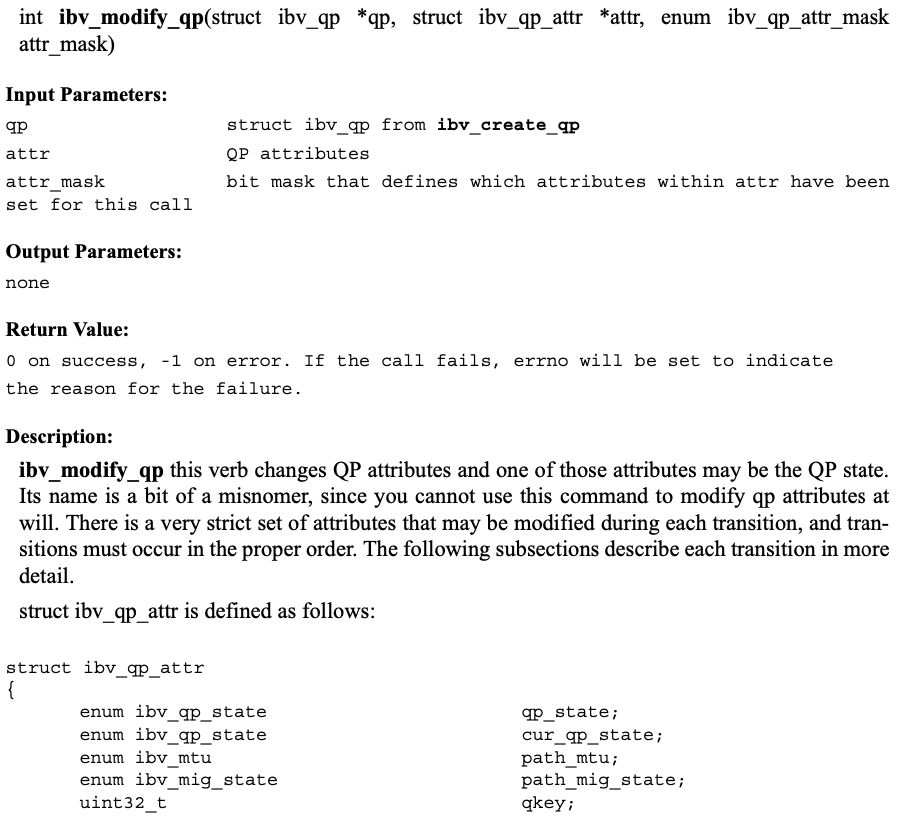 int ibv_modify_qp(struct ibv_qp *qp, struct ibv_qp_attr *attr, enum ibv_qp_attr_mask
attr_mask)
Input Parameters:
qp struct ibv_qp from ibv_create_qp
attr QP attributes
attr_mask bit mask that defines which attributes within attr have been
set for this call
Output Parameters:
none
Return Value:
0 on success, -1 on error. If the call fails, errno will be set to indicate
the reason for the failure.
Description:
ibv_modify_qp this verb changes QP attributes and one of those attributes may be the QP state.
Its name is a bit of a misnomer, since you cannot use this command to modify qp attributes at
will. There is a very strict set of attributes that may be modified during each transition, and tran-
sitions must occur in the proper order. The following subsections describe each transition in more
detail.
struct ibv_qp_attr is defined as follows:
struct ibv_qp_attr
{
enum ibv_qp_state qp_state;
enum ibv_qp_state cur_qp_state;
enum ibv_mtu path_mtu;
enum ibv_mig_state path_mig_state;
uint32_t qkey;